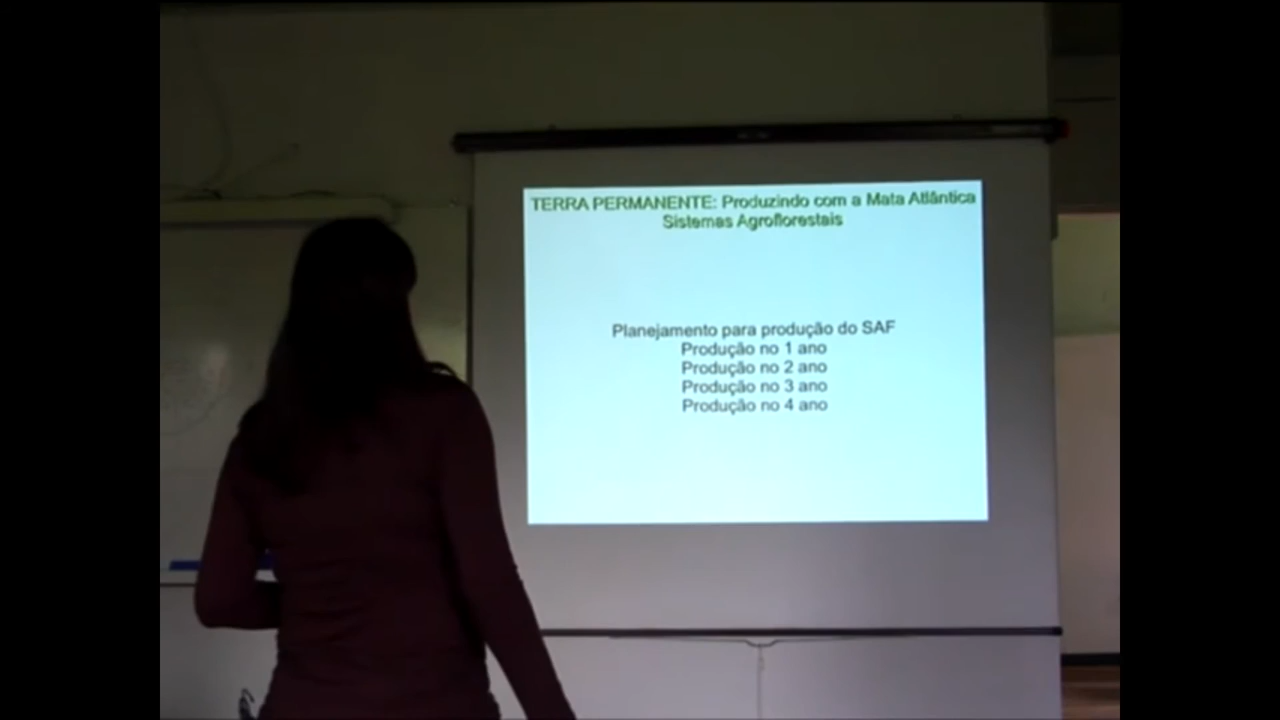 TERRA PERMANENTE: Produzindo com a Mata Atlântica
Sistemas Agroflorestais
Planejamento para produção do SAF
Produção no 1 ano
Produção no 2 ano
Produção no 3 ano
Produção no 4 ano